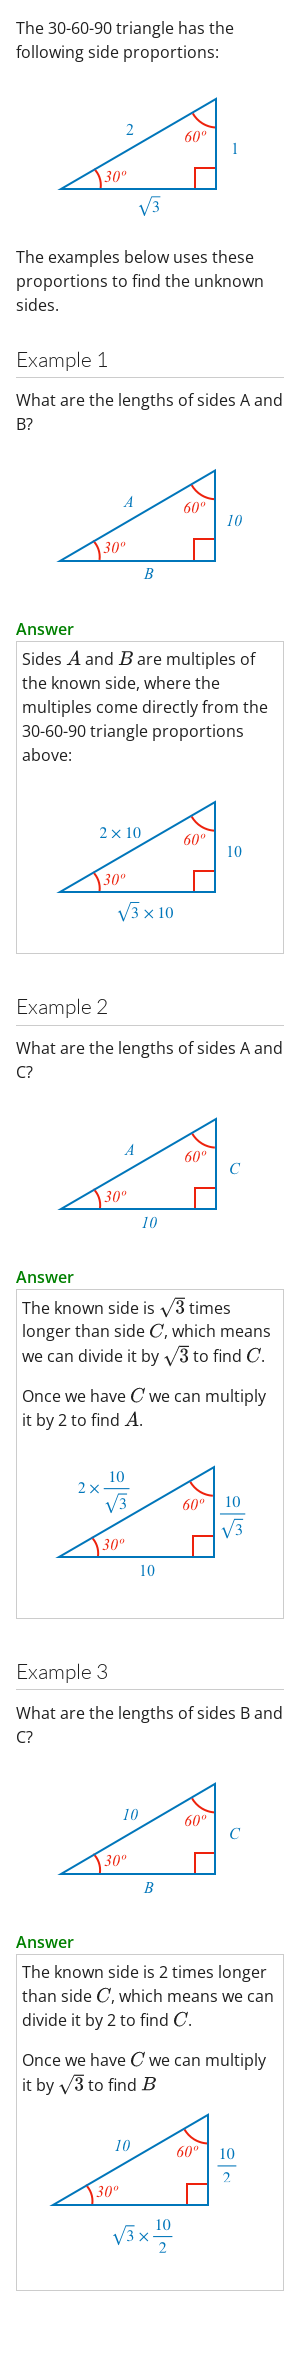 The 30-60-90 triangle has the
following side proportions:
2
60°
1
30°
√3
The examples below uses these
proportions to find the unknown
sides.
Example 1
What are the lengths of sides A and
B?
A
60°
10
30°
B
Answer
Sides A and B are multiples of
the known side, where the
multiples come directly from the
30-60-90 triangle proportions
above:
2 × 10
60°
10
30°
√3 × 10
Example 2
What are the lengths of sides A and
C?
A
60°
C
30°
10
Answer
The known side is √3 times
longer than side C, which means
we can divide it by √3 to find C.
Once we have C we can multiply
it by 2 to find A.
2 × 10/√3
60°
10/√3
30°
10
Example 3
What are the lengths of sides B and
C?
10
60°
C
30°
B
Answer
The known side is 2 times longer
than side C, which means we can
divide it by 2 to find C.
Once we have C we can multiply
it by √3 to find B
10
60°
10/2
30°
√3 × 10/2